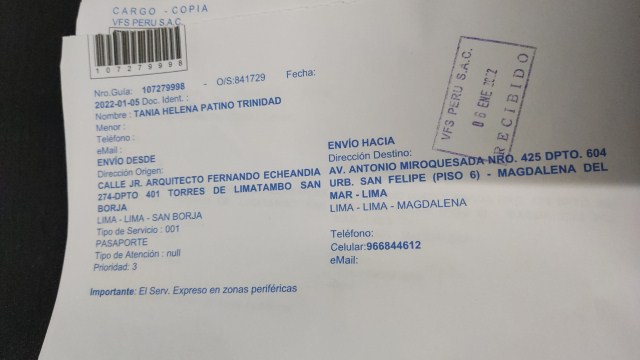 CARGO - COPIA
VFS PERU S.A.C.
107279998
Nro.Guía: 107279998 - O/S:841729 Fecha:
2022-01-05 Doc. Ident. :
Nombre : TANIA HELENA PATINO TRINIDAD
Menor :
Teléfono :
eMail :
ENVÍO DESDE
Dirección Origen:
CALLE JR. ARQUITECTO FERNANDO ECHEANDIA
274-DPTO 401 TORRES DE LIMATAMBO SAN
BORJA
LIMA - LIMA - SAN BORJA
Tipo de Servicio : 001
PASAPORTE
Tipo de Atención : null
Prioridad: 3
Importante: El Serv. Expreso en zonas periféricas
ENVÍO HACIA
Dirección Destino:
AV. ANTONIO MIROQUESADA NRO. 425 DPTO. 604
URB. SAN FELIPE (PISO 6) - MAGDALENA DEL
MAR - LIMA
LIMA - LIMA - MAGDALENA
Teléfono:
Celular:966844612
eMail:
VFS PERU S.A.C.
ENE
RECIBIDO